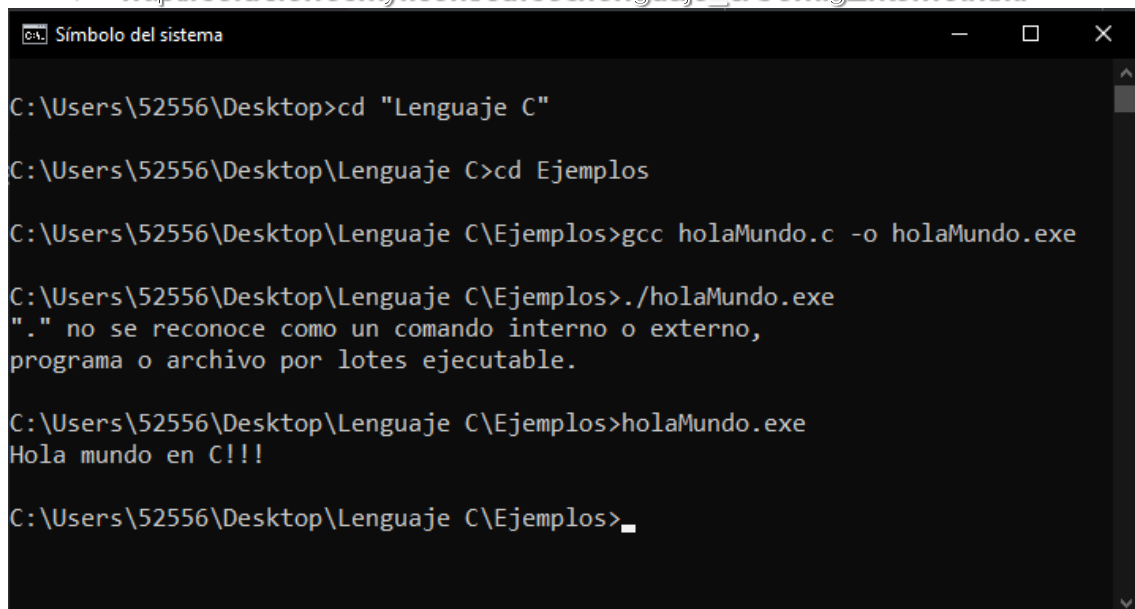 Símbolo del sistema
C:\Users\52556\Desktop>cd "Lenguaje C"
C:\Users\52556\Desktop\Lenguaje C>cd Ejemplos
C:\Users\52556\Desktop\Lenguaje C\Ejemplos>gcc holaMundo.c -o holaMundo.exe
C:\Users\52556\Desktop\Lenguaje C\Ejemplos>./holaMundo.exe
"." no se reconoce como un comando interno o externo,
programa o archivo por lotes ejecutable.
C:\Users\52556\Desktop\Lenguaje C\Ejemplos>holaMundo.exe
Hola mundo en C!!!
C:\Users\52556\Desktop\Lenguaje C\Ejemplos>